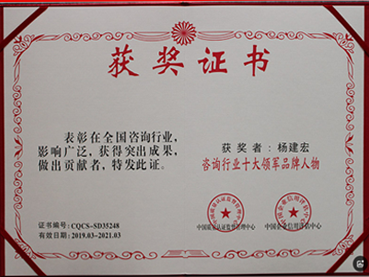 获奖证书
表彰在全国咨询行业,
影响广泛,获得突出成果,
做出贡献者,特发此证。
获奖者:杨建宏
咨询行业十大领军品牌人物
证书编号:CQCS-SD35248
有效日期:2019.03-2021.03